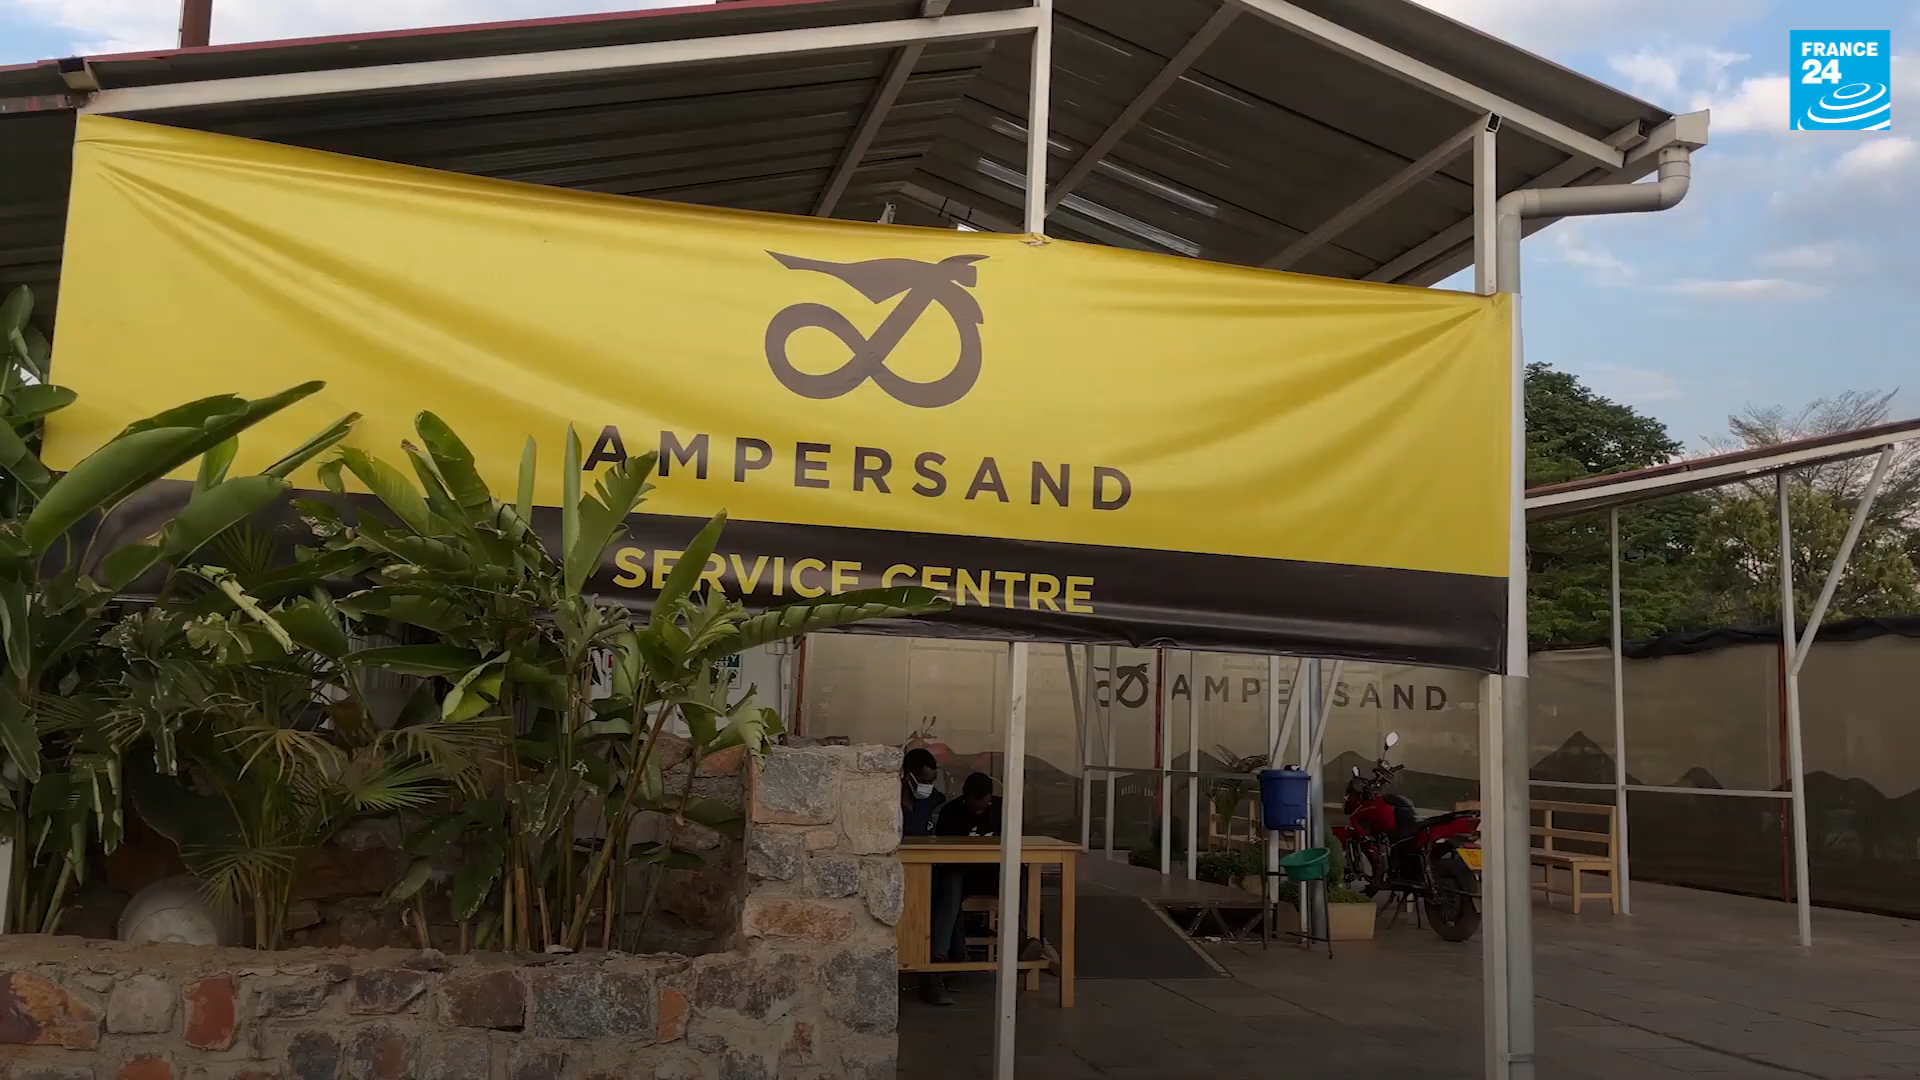 FRANCE
24
AMPERSAND
SERVICE CENTRE
AMPERSAND